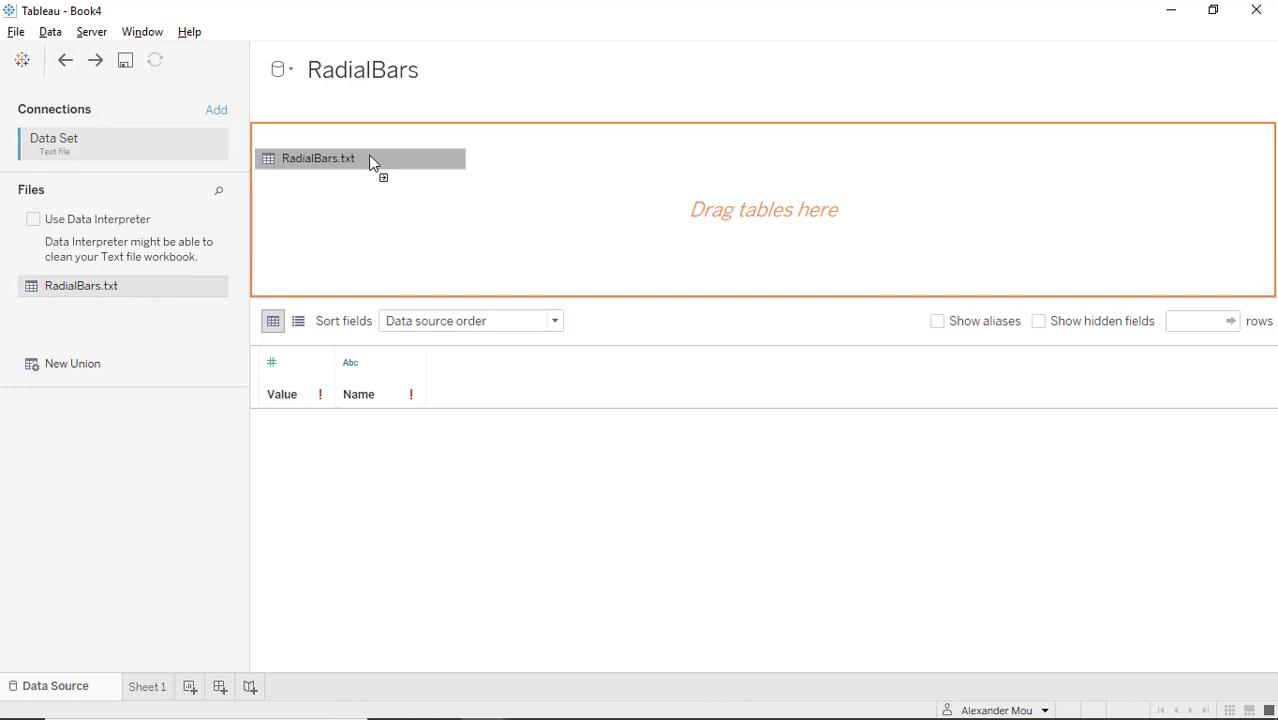 Tableau - Book4
File Data Server Window Help
RadialBars
Connections Add
Data Set
Text file
RadialBars.txt
Files
Drag tables here
Use Data Interpreter
Data Interpreter might be able to
clean your Text file workbook.
RadialBars.txt
Sort fields Data source order Show aliases Show hidden fields rows
New Union
# Abc
Value ! Name !
Data Source Sheet 1
Alexander Mou